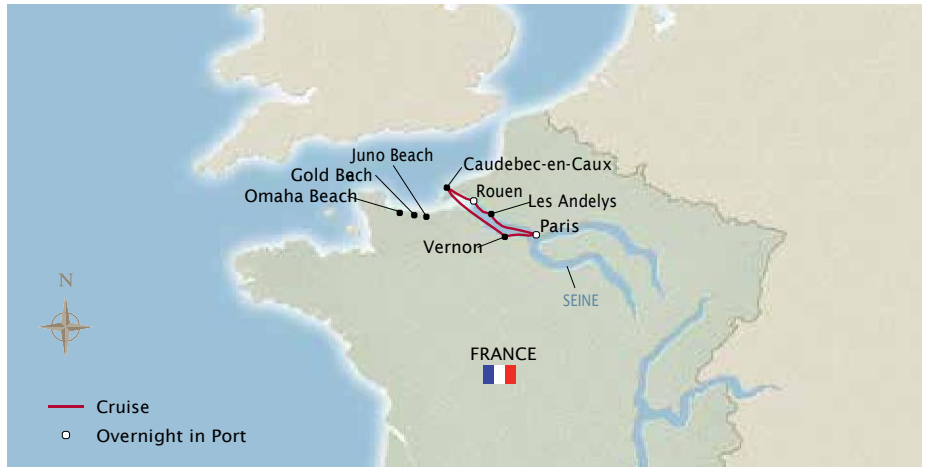 Juno Beach
Caudebec-en-Caux
Gold Bech
Omaha Beach
Rouen
Les Andelys
Paris
Vernon
N
SEINE
FRANCE
Cruise
Overnight in Port